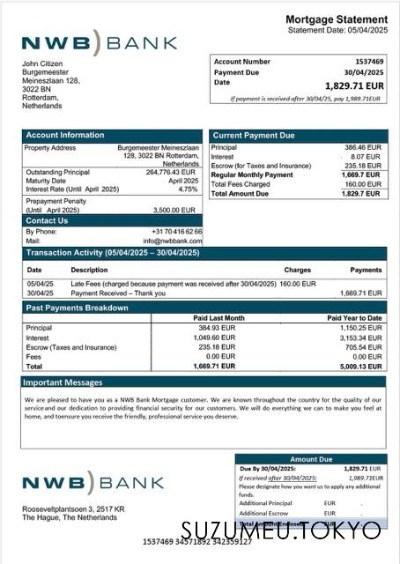 Mortgage Statement
Statement Date: 05/04/2025
NWB)BANK
John Citizen
Burgemeester
Meineszlaan 128,
3022 BN
Rotterdam,
Netherlands
Account Number 1537469
Payment Due 30/04/2025
Date
1,829.71 EUR
If payment is received after 30/04/25, pay 1,989.71EUR
Account Information
Property Address Burgemeester Meineszlaan
128, 3022 BN Rotterdam,
Netherlands
Outstanding Principal 264,776.43 EUR
Maturity Date April 2025
Interest Rate (Until April 2025) 4.75%
Prepayment Penalty
(Until April 2025) 3,500.00 EUR
Contact Us
By Phone: +31 70 416 62 66
Mail: info@nwbbank.com
Current Payment Due
Principal 386.46 EUR
Interest 8.07 EUR
Escrow (for Taxes and Insurance) 235.18 EUR
Regular Monthly Payment 1,669.7 EUR
Total Fees Charged 160.00 EUR
Total Amount Due 1,829.7 EUR
Transaction Activity (05/04/2025 – 30/04/2025)
Date Description Charges Payments
05/04/25 Late Fees (charged because payment was received after 30/04/2025) 160.00 EUR
30/04/25 Payment Received – Thank you 1,669.71 EUR
Past Payments Breakdown
Paid Last Month Paid Year to Date
Principal 384.93 EUR 1,150.25 EUR
Interest 1,049.60 EUR 3,153.34 EUR
Escrow (Taxes and Insurance) 235.18 EUR 705.54 EUR
Fees 0.00 EUR 0.00 EUR
Total 1,669.71 EUR 5,009.13 EUR
Important Messages
We are pleased to have you as a NWB Bank Mortgage customer. We are known throughout the country for the quality of our
service and our dedication to providing financial security for our customers. We will do everything we can to make you feel at
home, and toensure you receive the friendly, professional service you deserve.
NWB)BANK
Rooseveltplantsoen 3, 2517 KR
The Hague, The Netherlands
Amount Due
Due By 30/04/2025: 1,829.71 EUR
If received after 30/04/2025: 1,989.71EUR
Please designate how you want us to apply any additional
funds.
Additional Principal EUR .
Additional Escrow EUR .
Total Amount Enclosed EUR
SUZUMEU.TOKYO
1537469 34571892 342359127